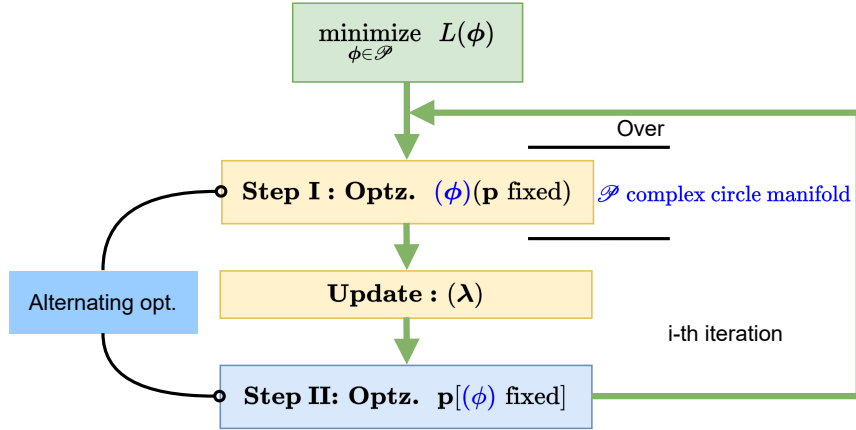 minimize L(ϕ)
ϕ∈𝒫
Over
Step I : Optz. (ϕ)(p fixed)
𝒫 complex circle manifold
Update : (λ)
Alternating opt.
i-th iteration
Step II: Optz. p[(ϕ) fixed]